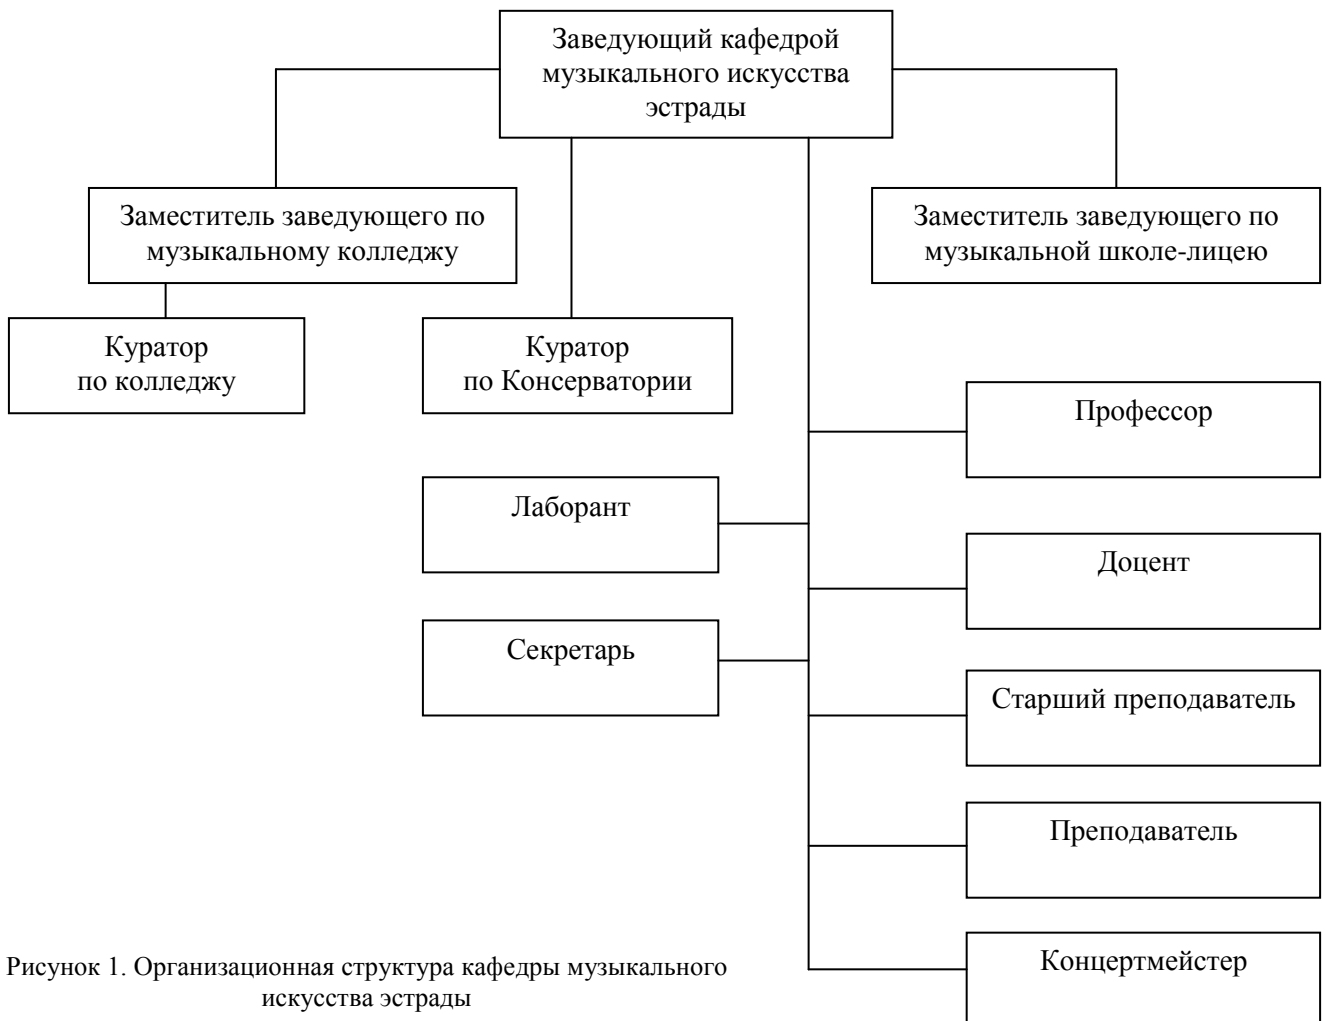 Заведующий кафедрой
музыкального искусства
эстрады
Заместитель заведующего по
музыкальному колледжу
Заместитель заведующего по
музыкальной школе-лицею
Куратор
по колледжу
Куратор
по Консерватории
Профессор
Лаборант
Доцент
Секретарь
Старший преподаватель
Преподаватель
Концертмейстер
Рисунок 1. Организационная структура кафедры музыкального
искусства эстрады